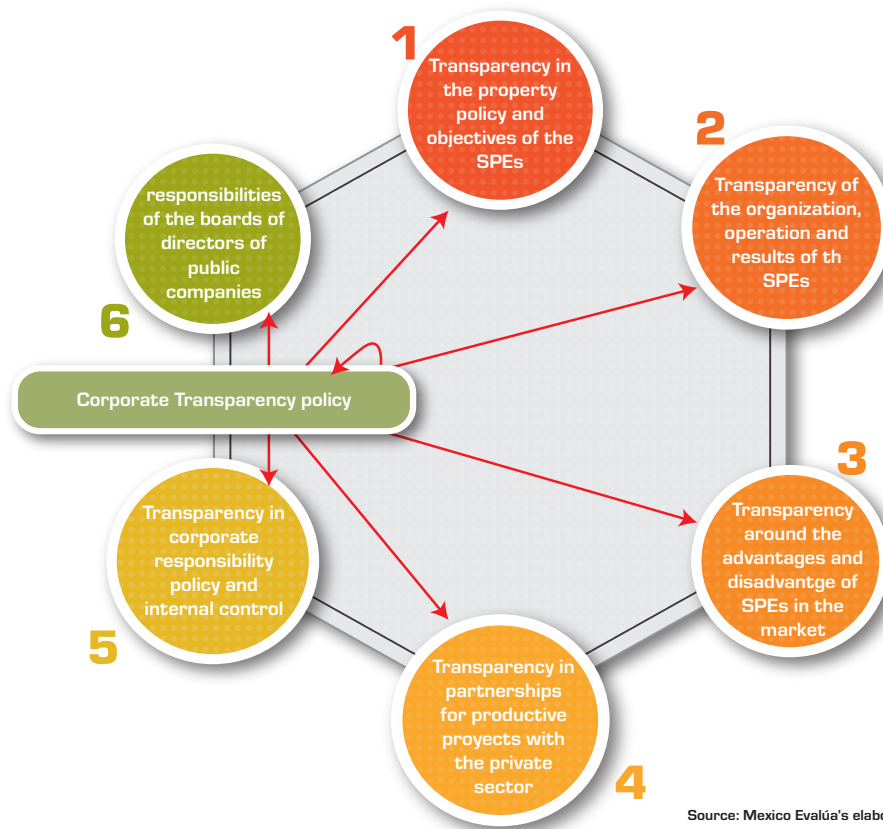 1
Transparency in
the property
policy and
objectives of the
SPEs
2
Transparency of
the organization,
operation and
results of th
SPEs
responsibilities
of the boards of
directors of
public
companies
6
Corporate Transparency policy
3
Transparency
around the
advantages and
disadvantge of
SPEs in the
market
Transparency in
corporate
responsibility
policy and
internal control
5
Transparency in
partnerships
for productive
proyects with
the private
sector
4
Source: Mexico Evalúa's elabo